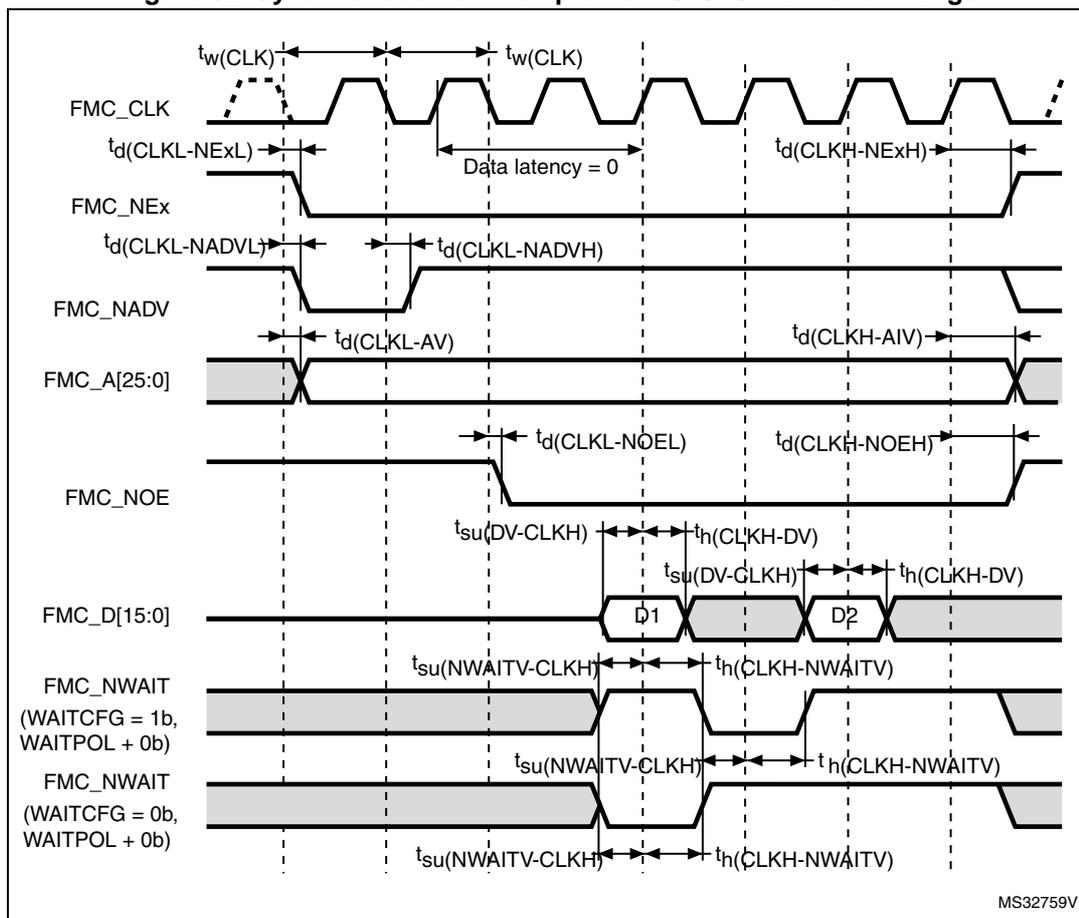 tw(CLK) tw(CLK)
FMC_CLK
td(CLKL-NExL) Data latency = 0 td(CLKH-NExH)
FMC_NEx
td(CLKL-NADVL) td(CLKL-NADVH)
FMC_NADV
td(CLKL-AV) td(CLKH-AIV)
FMC_A[25:0]
td(CLKL-NOEL) td(CLKH-NOEH)
FMC_NOE
tsu(DV-CLKH) th(CLKH-DV)
tsu(DV-CLKH) th(CLKH-DV)
FMC_D[15:0] D1 D2
tsu(NWAITV-CLKH) th(CLKH-NWAITV)
FMC_NWAIT
(WAITCFG = 1b,
WAITPOL + 0b)
tsu(NWAITV-CLKH) th(CLKH-NWAITV)
FMC_NWAIT
(WAITCFG = 0b,
WAITPOL + 0b)
tsu(NWAITV-CLKH) th(CLKH-NWAITV)